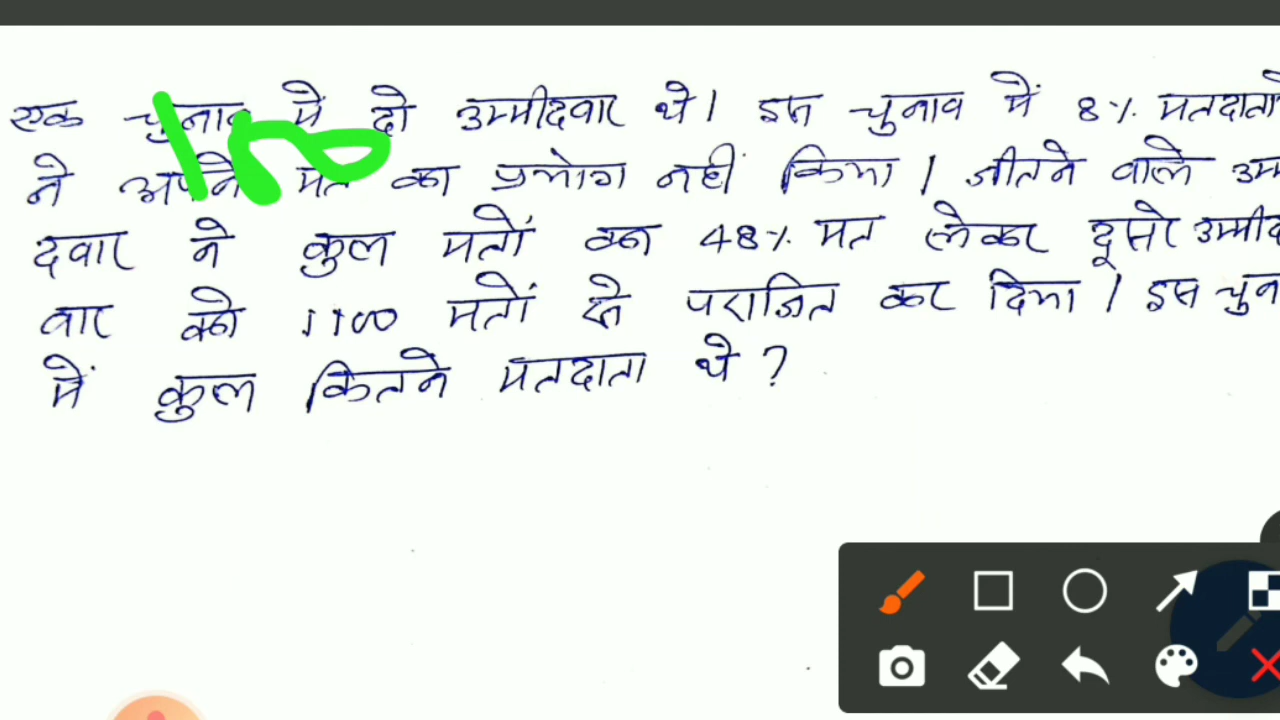 एक चुनाव में दो उम्मीदवार थे। इस चुनाव में 8% मतदाता
ने अपने मत का प्रयोग नहीं किया। जीतने वाले उम्म
दवार ने कुल मतों का 48% मत लेकर दूसरे उम्मीद
वार को 1100 मतों से पराजित कर दिया। इस चुन
में कुल कितने मतदाता थे?